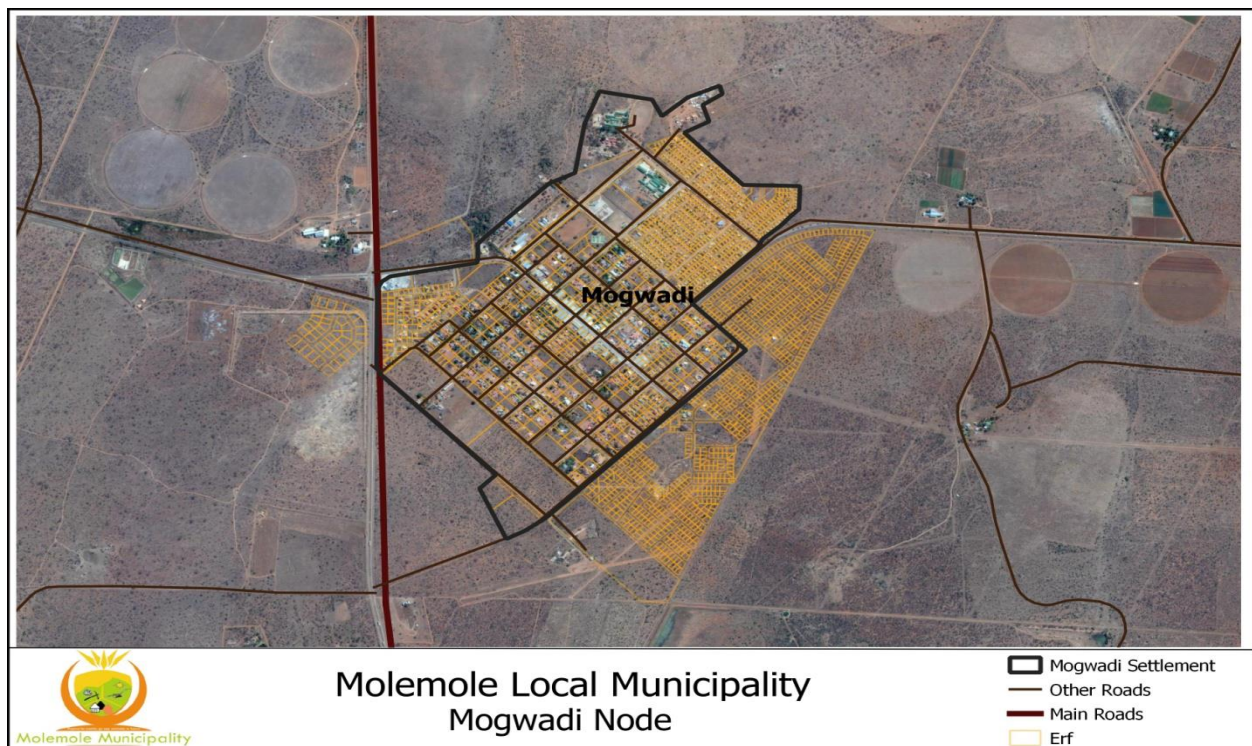 Mogwadi
Molemole Local Municipality
Mogwadi Node
Molemole Municipality
Mogwadi Settlement
Other Roads
Main Roads
Erf